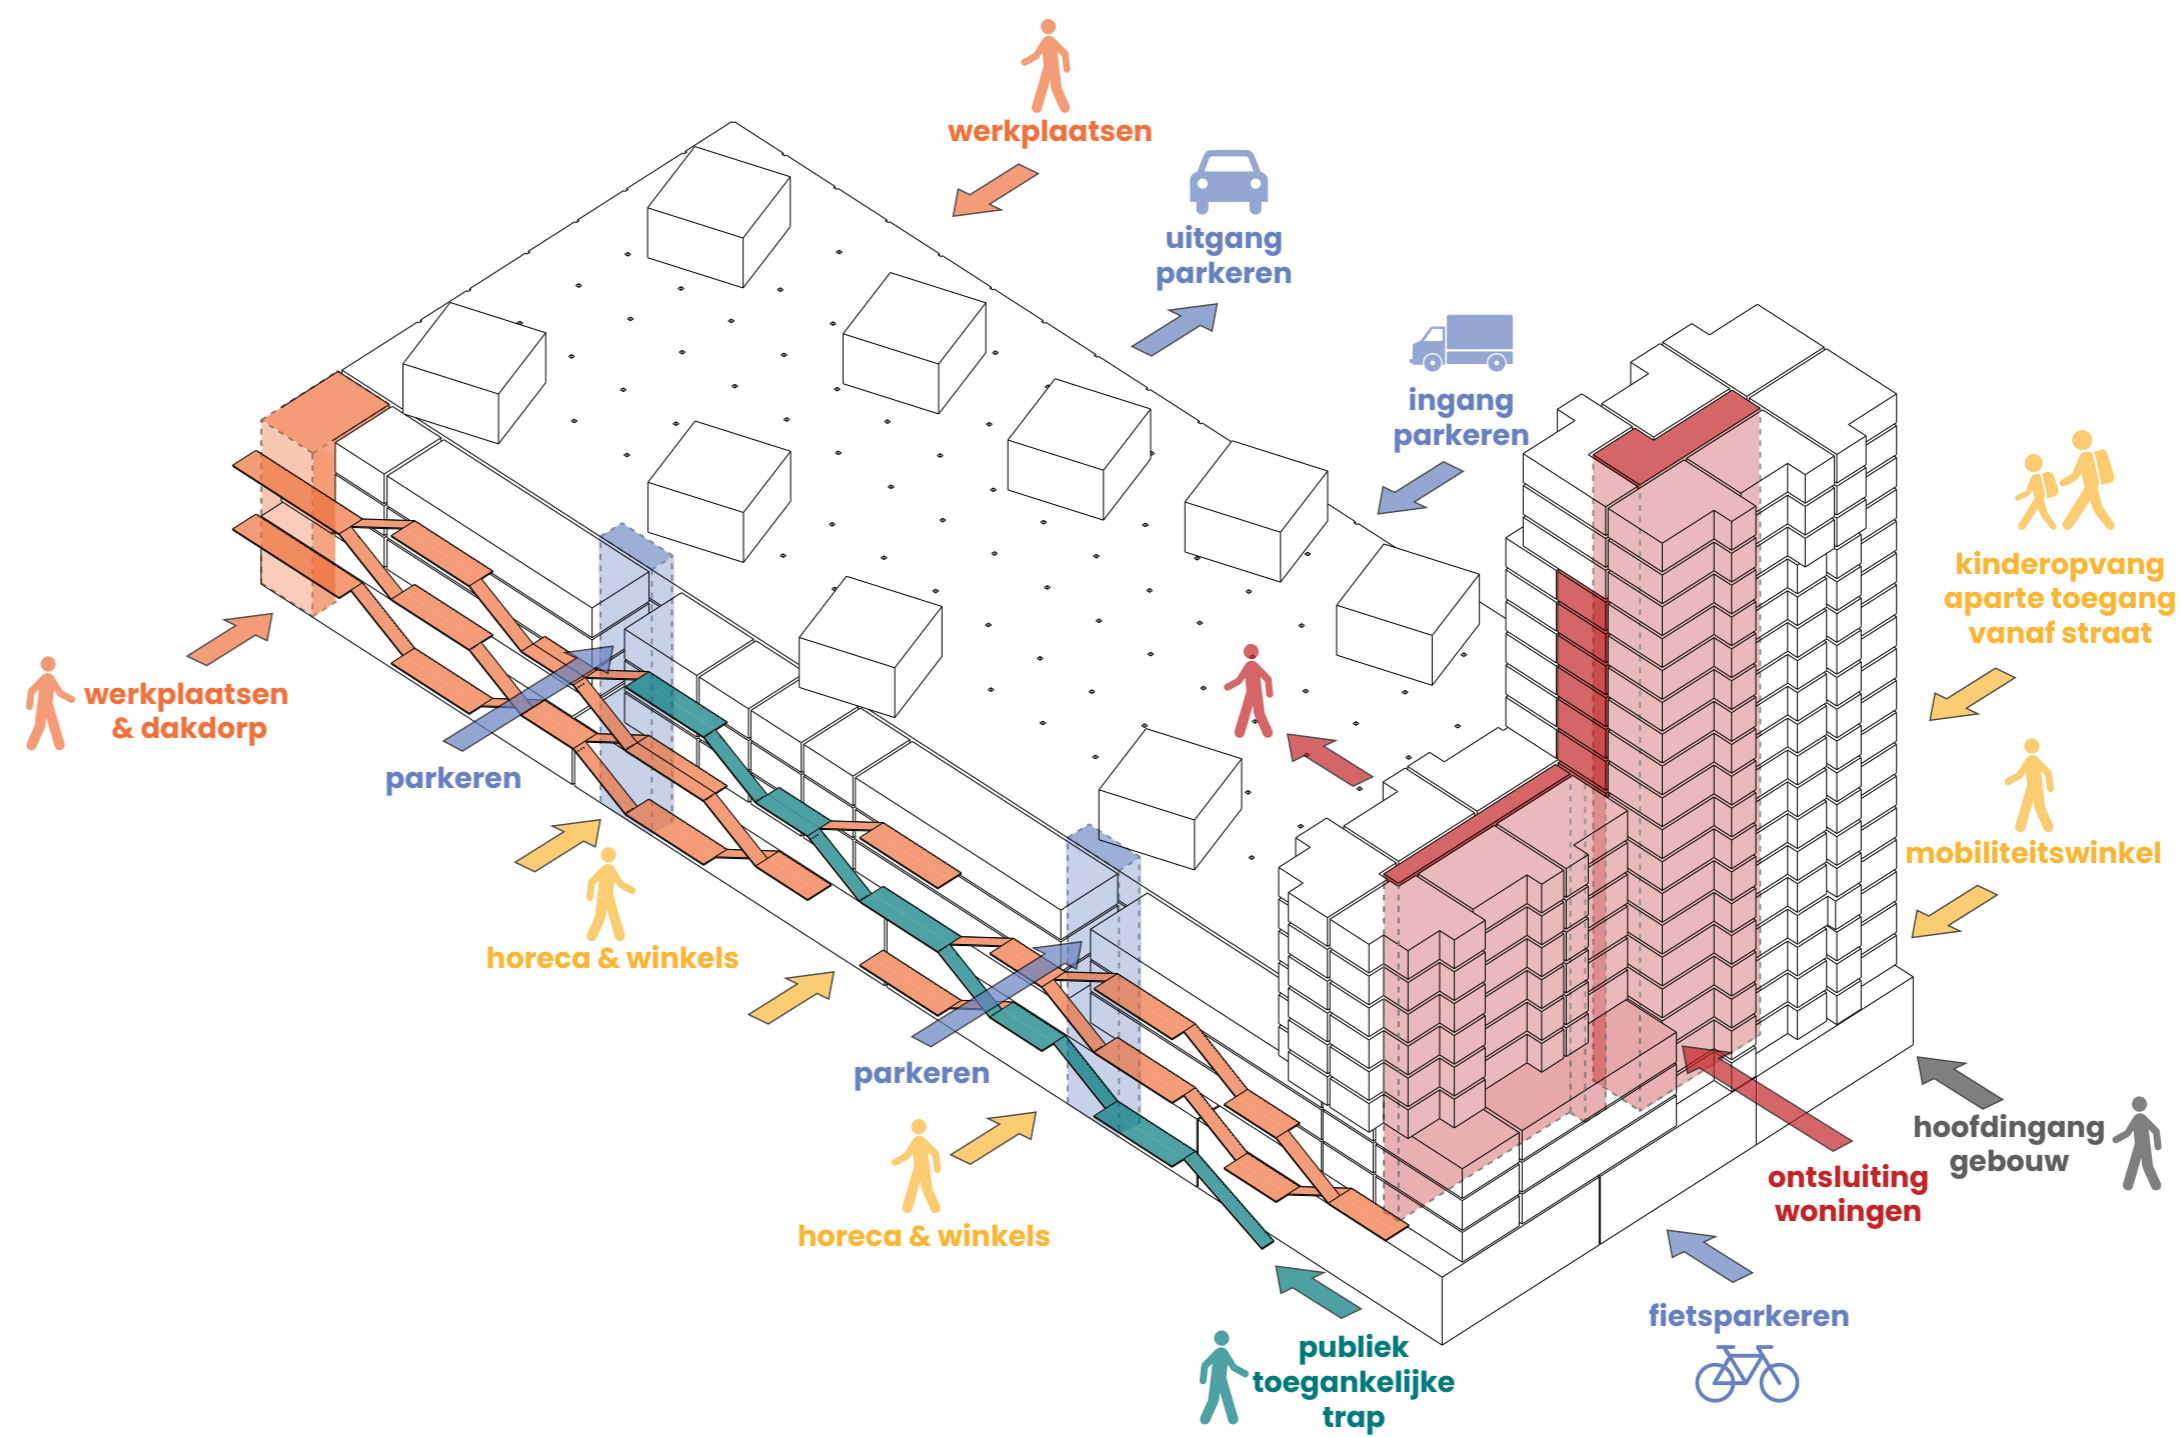 werkplaatsen
uitgang
parkeren
ingang
parkeren
kinderopvang
aparte toegang
vanaf straat
werkplaatsen
& dakdorp
parkeren
mobiliteitswinkel
horeca & winkels
parkeren
hoofdingang
gebouw
ontsluiting
woningen
horeca & winkels
fietsparkeren
publiek
toegankelijke
trap